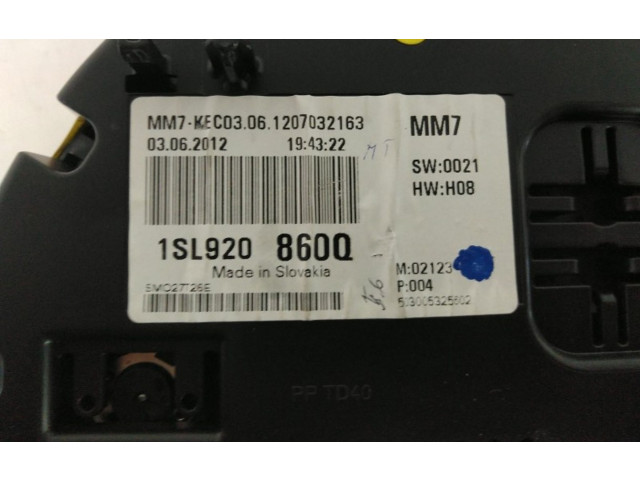 MM7-KEC03.06.1207032163
03.06.2012 19:43:22
MT
MM7
SW:0021
HW:H08
1SL920 860Q
Made in Slovakia
M:02123
P:004
PP TD40